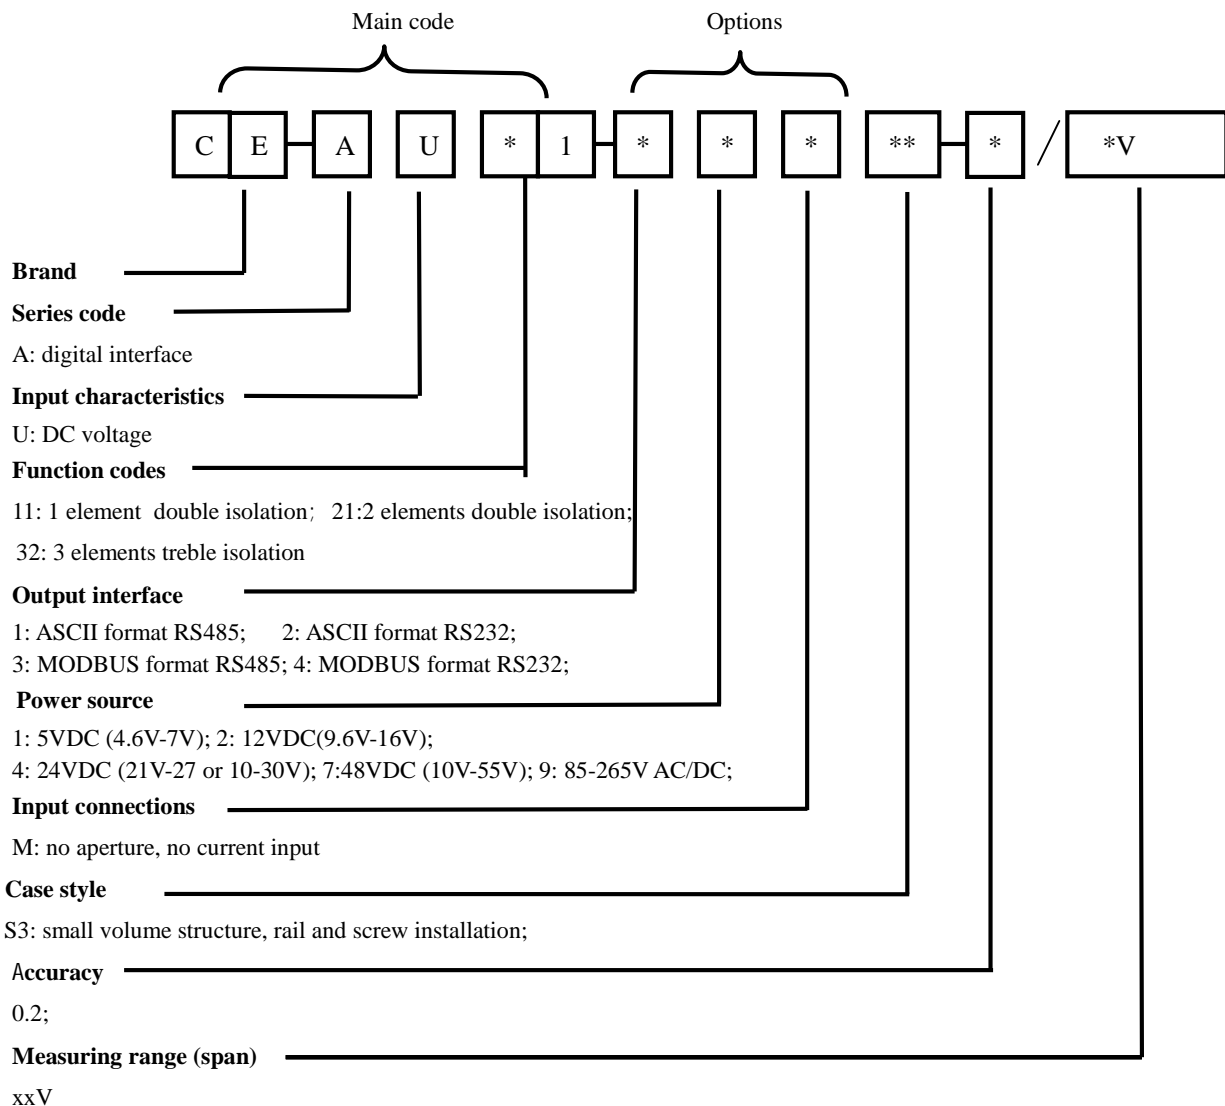 Main code Options
C E A U * 1 * * * ** * / *V
Brand
Series code
A: digital interface
Input characteristics
U: DC voltage
Function codes
11: 1 element double isolation; 21:2 elements double isolation;
32: 3 elements treble isolation
Output interface
1: ASCII format RS485; 2: ASCII format RS232;
3: MODBUS format RS485; 4: MODBUS format RS232;
Power source
1: 5VDC (4.6V-7V); 2: 12VDC(9.6V-16V);
4: 24VDC (21V-27 or 10-30V); 7:48VDC (10V-55V); 9: 85-265V AC/DC;
Input connections
M: no aperture, no current input
Case style
S3: small volume structure, rail and screw installation;
Accuracy
0.2;
Measuring range (span)
xxV